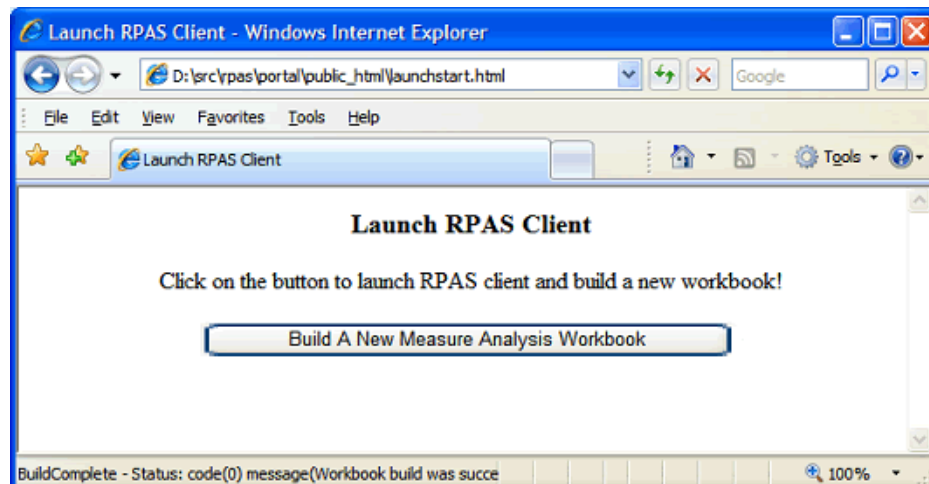 Launch RPAS Client - Windows Internet Explorer
D:\src\rpas\portal\public_html\launchstart.html
Google
File Edit View Favorites Tools Help
Launch RPAS Client
Tools
Launch RPAS Client
Click on the button to launch RPAS client and build a new workbook!
Build A New Measure Analysis Workbook
BuildComplete - Status: code(0) message(Workbook build was succe
100%